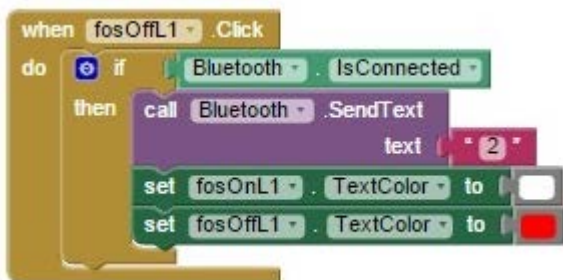 when fosOffL1 .Click
do if Bluetooth . IsConnected
then call Bluetooth .SendText
text " 2 "
set fosOnL1 . TextColor to
set fosOffL1 . TextColor to